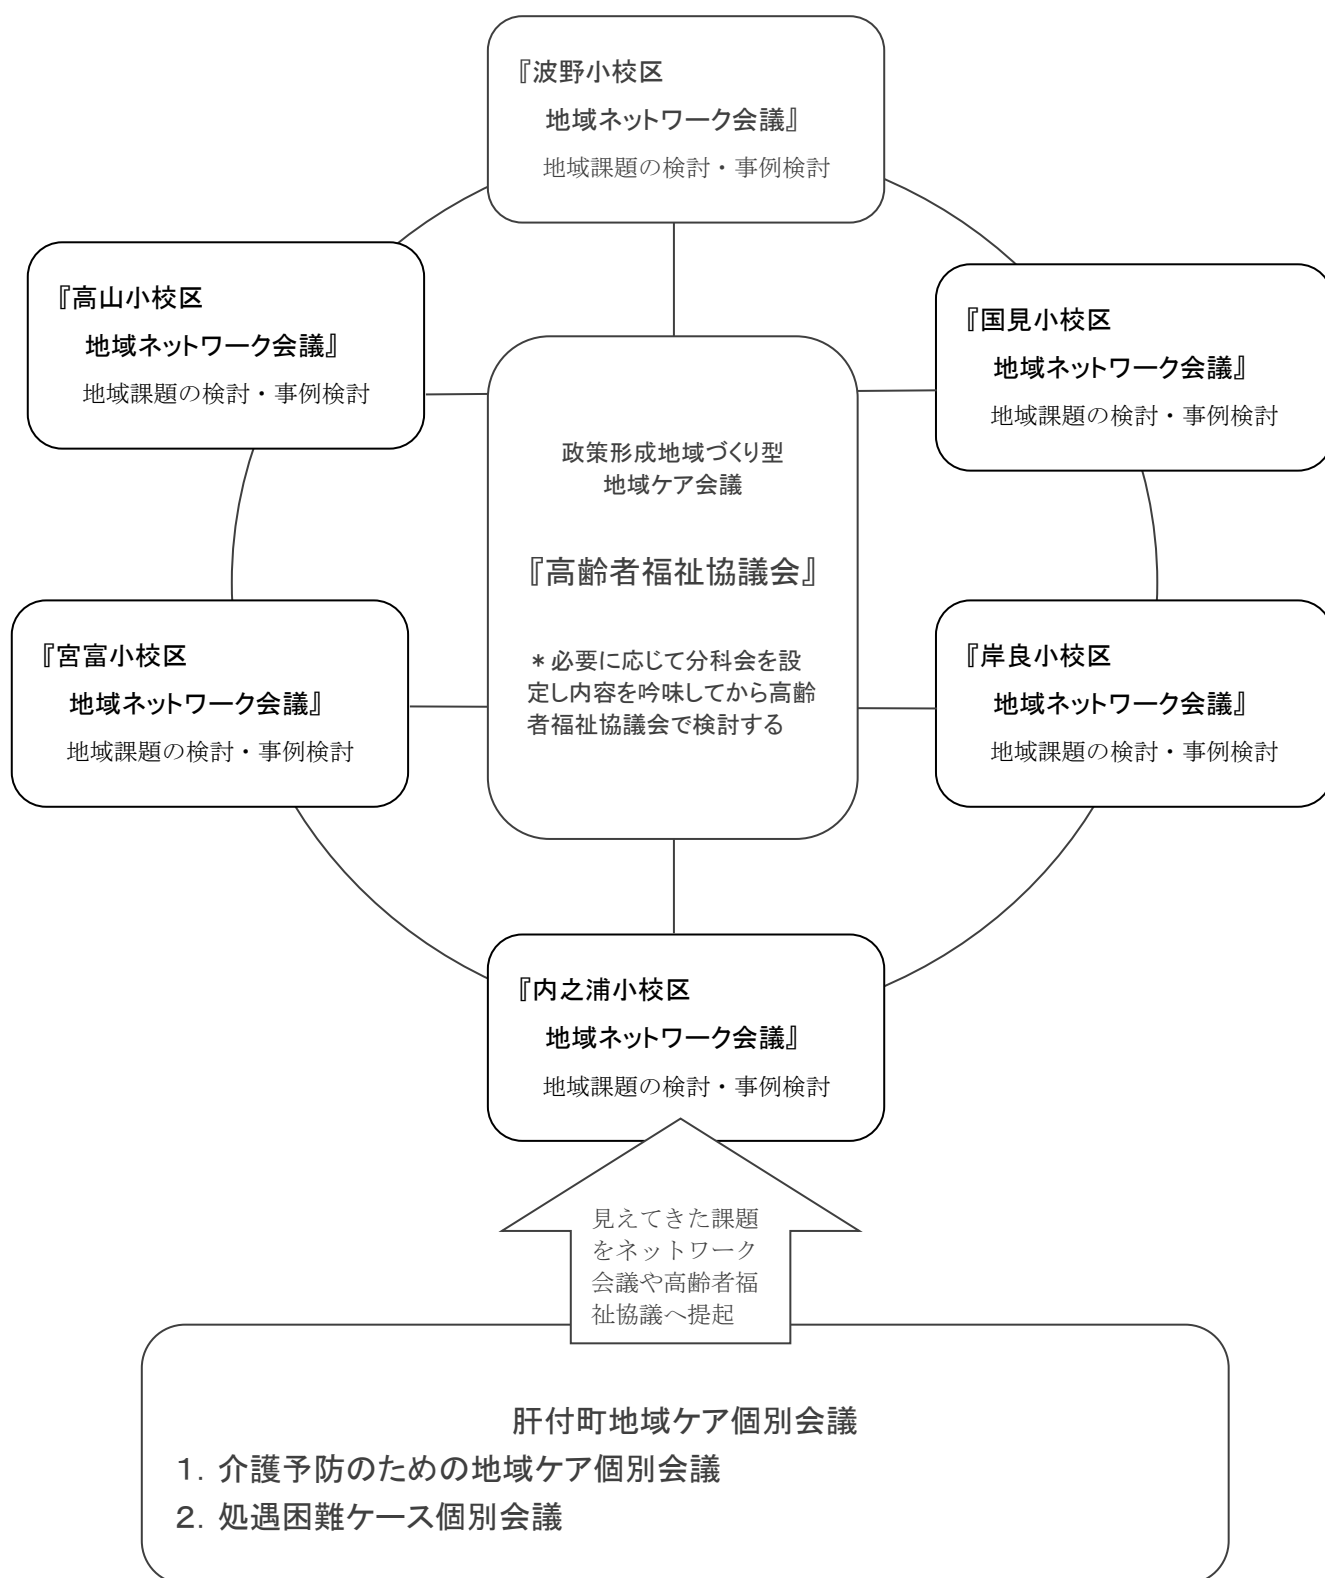 『波野小校区
地域ネットワーク会議』
地域課題の検討・事例検討
『高山小校区
地域ネットワーク会議』
地域課題の検討・事例検討
『国見小校区
地域ネットワーク会議』
地域課題の検討・事例検討
政策形成地域づくり型
地域ケア会議
『高齢者福祉協議会』
＊必要に応じて分科会を設
定し内容を吟味してから高齢
者福祉協議会で検討する
『宮富小校区
地域ネットワーク会議』
地域課題の検討・事例検討
『岸良小校区
地域ネットワーク会議』
地域課題の検討・事例検討
『内之浦小校区
地域ネットワーク会議』
地域課題の検討・事例検討
見えてきた課題
をネットワーク
会議や高齢者福
祉協議へ提起
肝付町地域ケア個別会議
１．介護予防のための地域ケア個別会議
２．処遇困難ケース個別会議